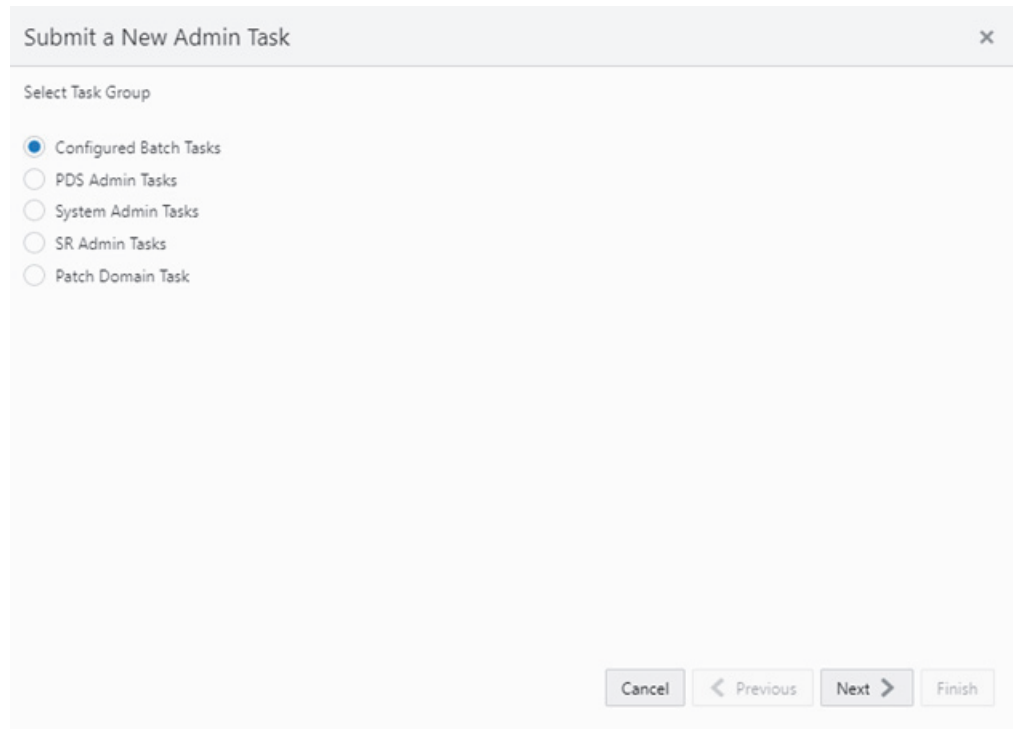 Submit a New Admin Task
Select Task Group
Configured Batch Tasks
PDS Admin Tasks
System Admin Tasks
SR Admin Tasks
Patch Domain Task
Cancel Previous Next Finish